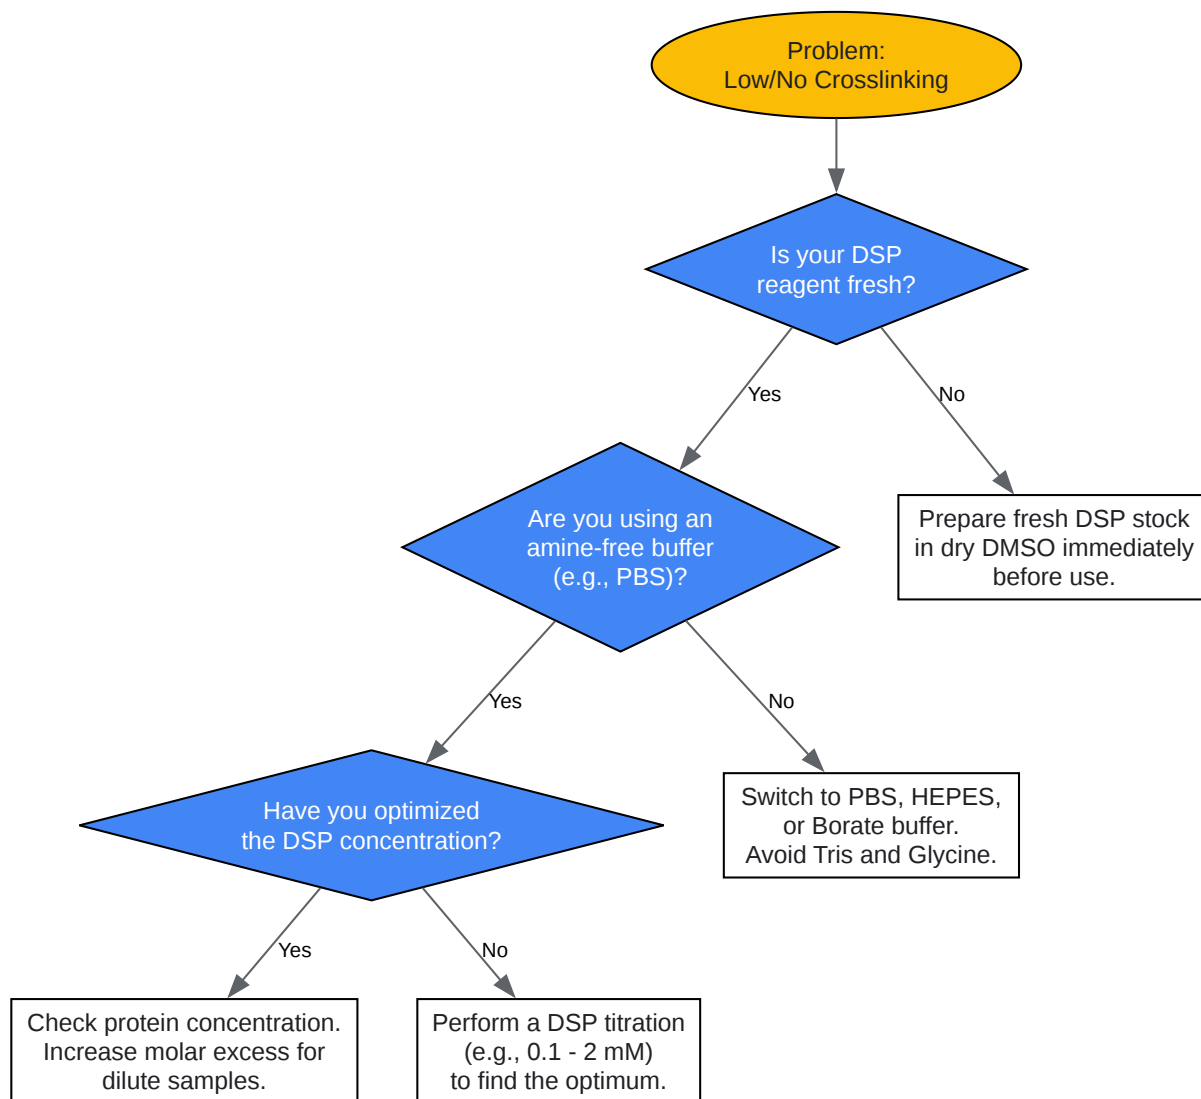 Problem:
Low/No Crosslinking
Is your DSP
reagent fresh?
Yes
No
Are you using an
amine-free buffer
(e.g., PBS)?
Prepare fresh DSP stock
in dry DMSO immediately
before use.
Yes
No
Have you optimized
the DSP concentration?
Switch to PBS, HEPES,
or Borate buffer.
Avoid Tris and Glycine.
Yes
No
Check protein concentration.
Increase molar excess for
dilute samples.
Perform a DSP titration
(e.g., 0.1 - 2 mM)
to find the optimum.